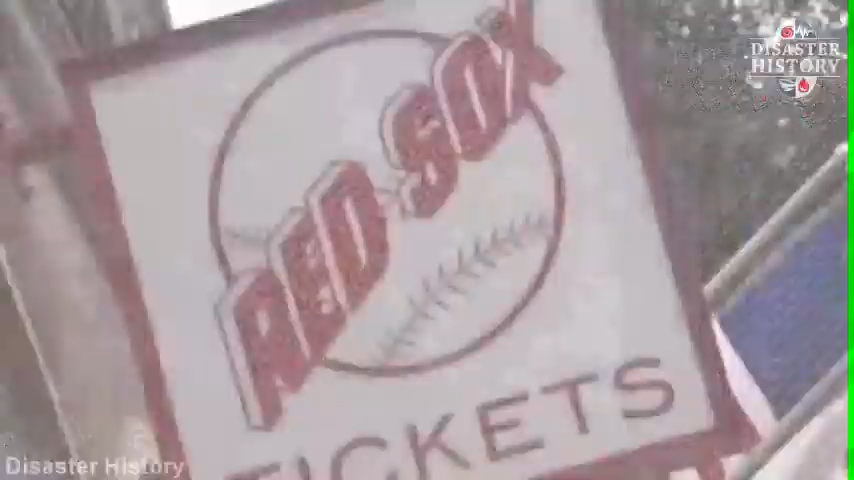 DISASTER
HISTORY
RED SOX
TICKETS
Disaster History